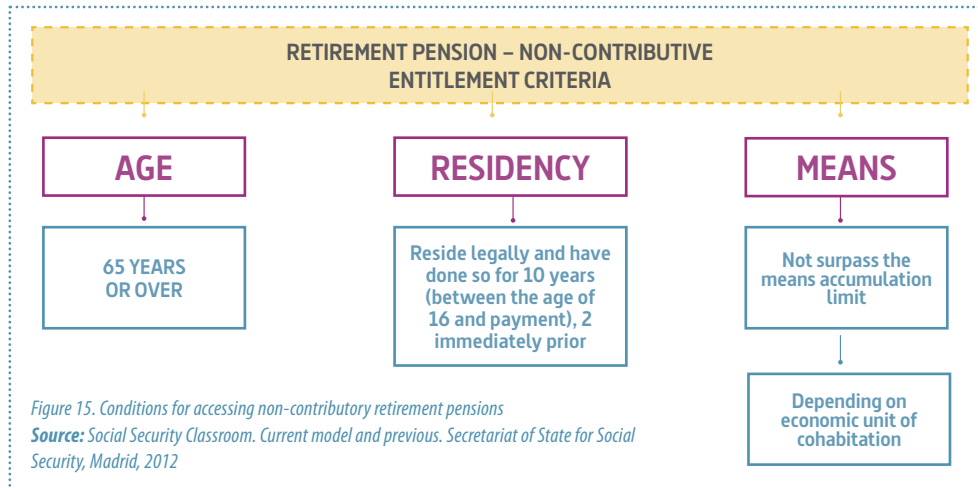 RETIREMENT PENSION – NON-CONTRIBUTIVE
ENTITLEMENT CRITERIA
AGE
65 YEARS
OR OVER
RESIDENCY
Reside legally and have
done so for 10 years
(between the age of
16 and payment), 2
immediately prior
MEANS
Not surpass the
means accumulation
limit
Depending on
economic unit of
cohabitation
Figure 15. Conditions for accessing non-contributory retirement pensions
Source: Social Security Classroom. Current model and previous. Secretariat of State for Social
Security, Madrid, 2012